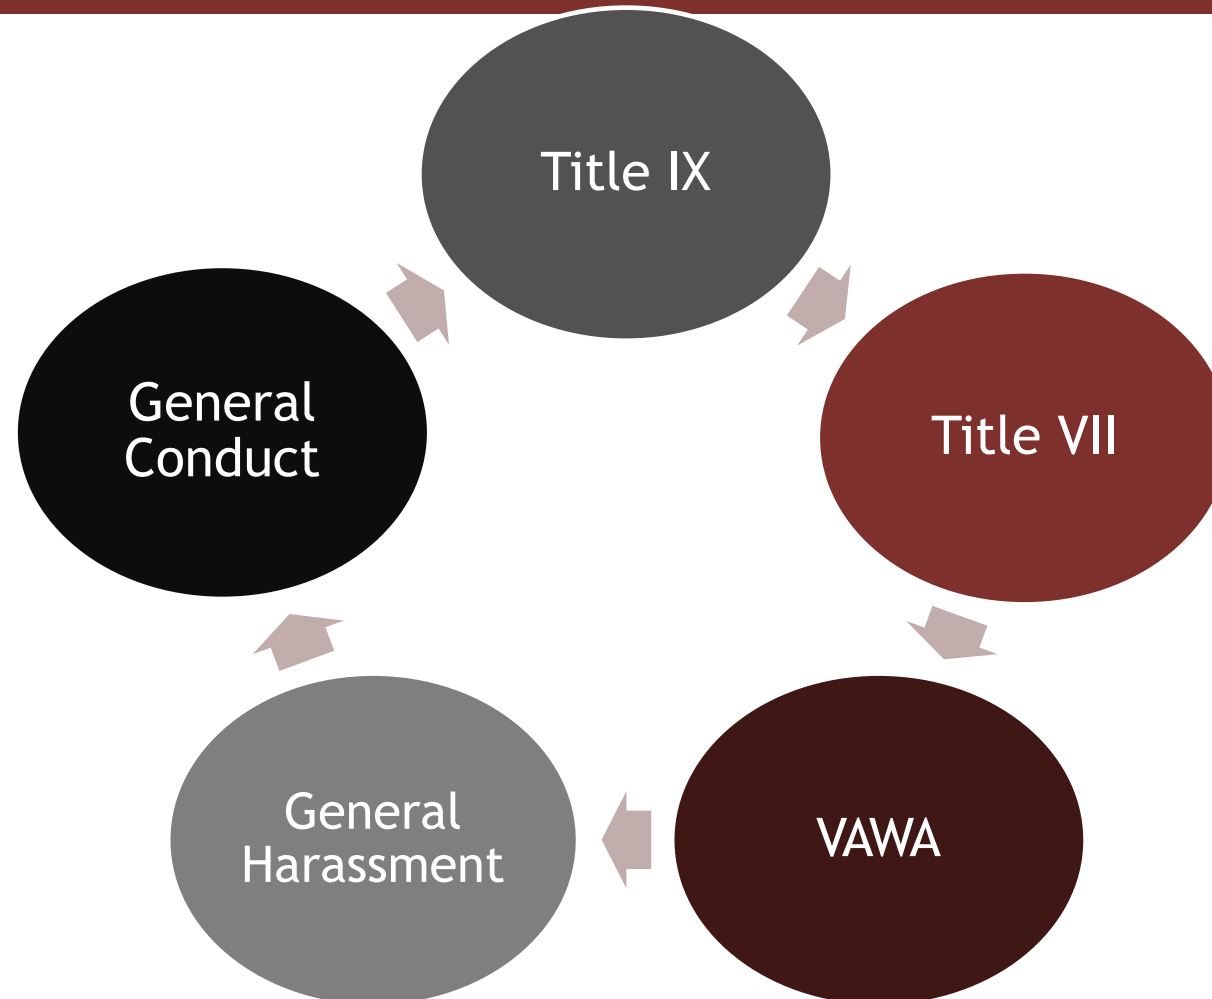 Title IX
Title VII
VAWA
General
Harassment
General
Conduct